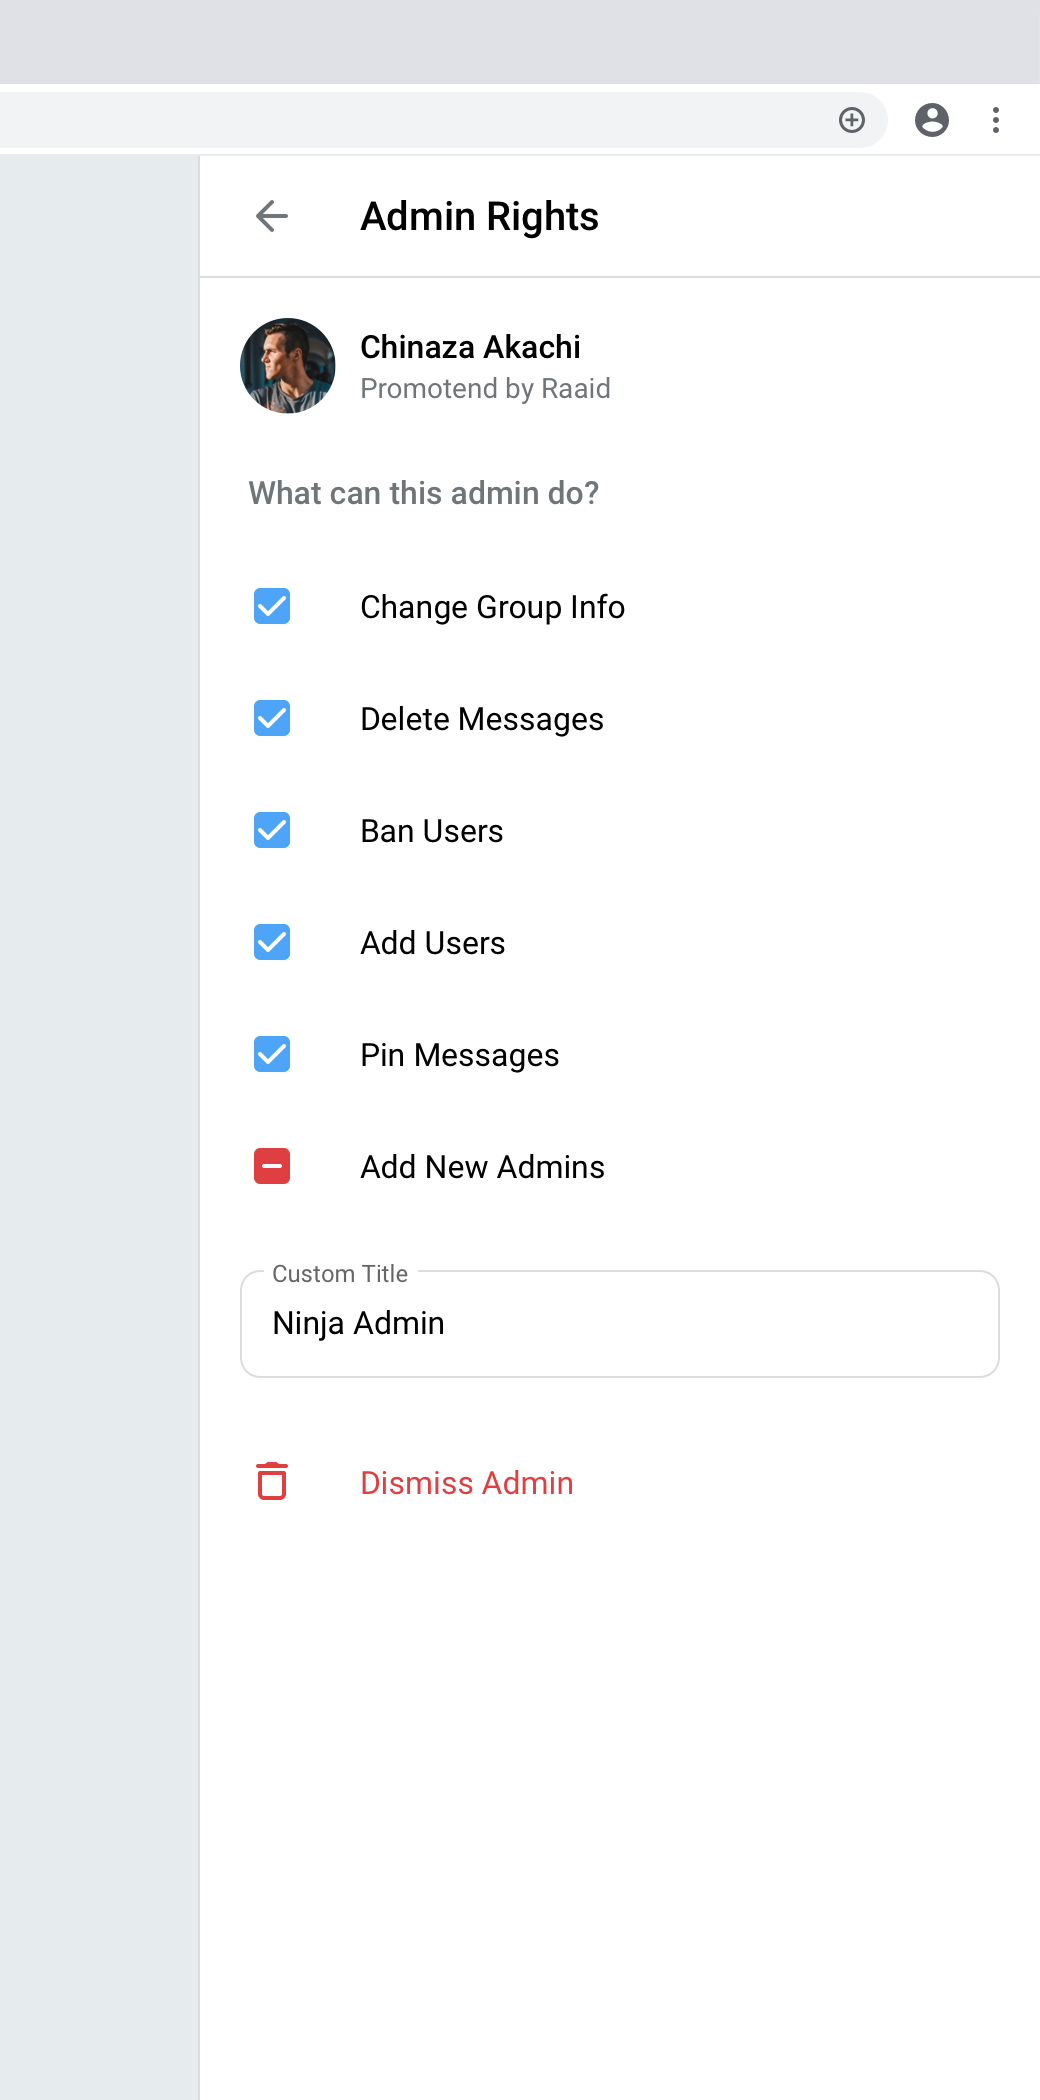 Admin Rights
Chinaza Akachi
Promotend by Raaid
What can this admin do?
Change Group Info
Delete Messages
Ban Users
Add Users
Pin Messages
Add New Admins
Custom Title
Ninja Admin
Dismiss Admin